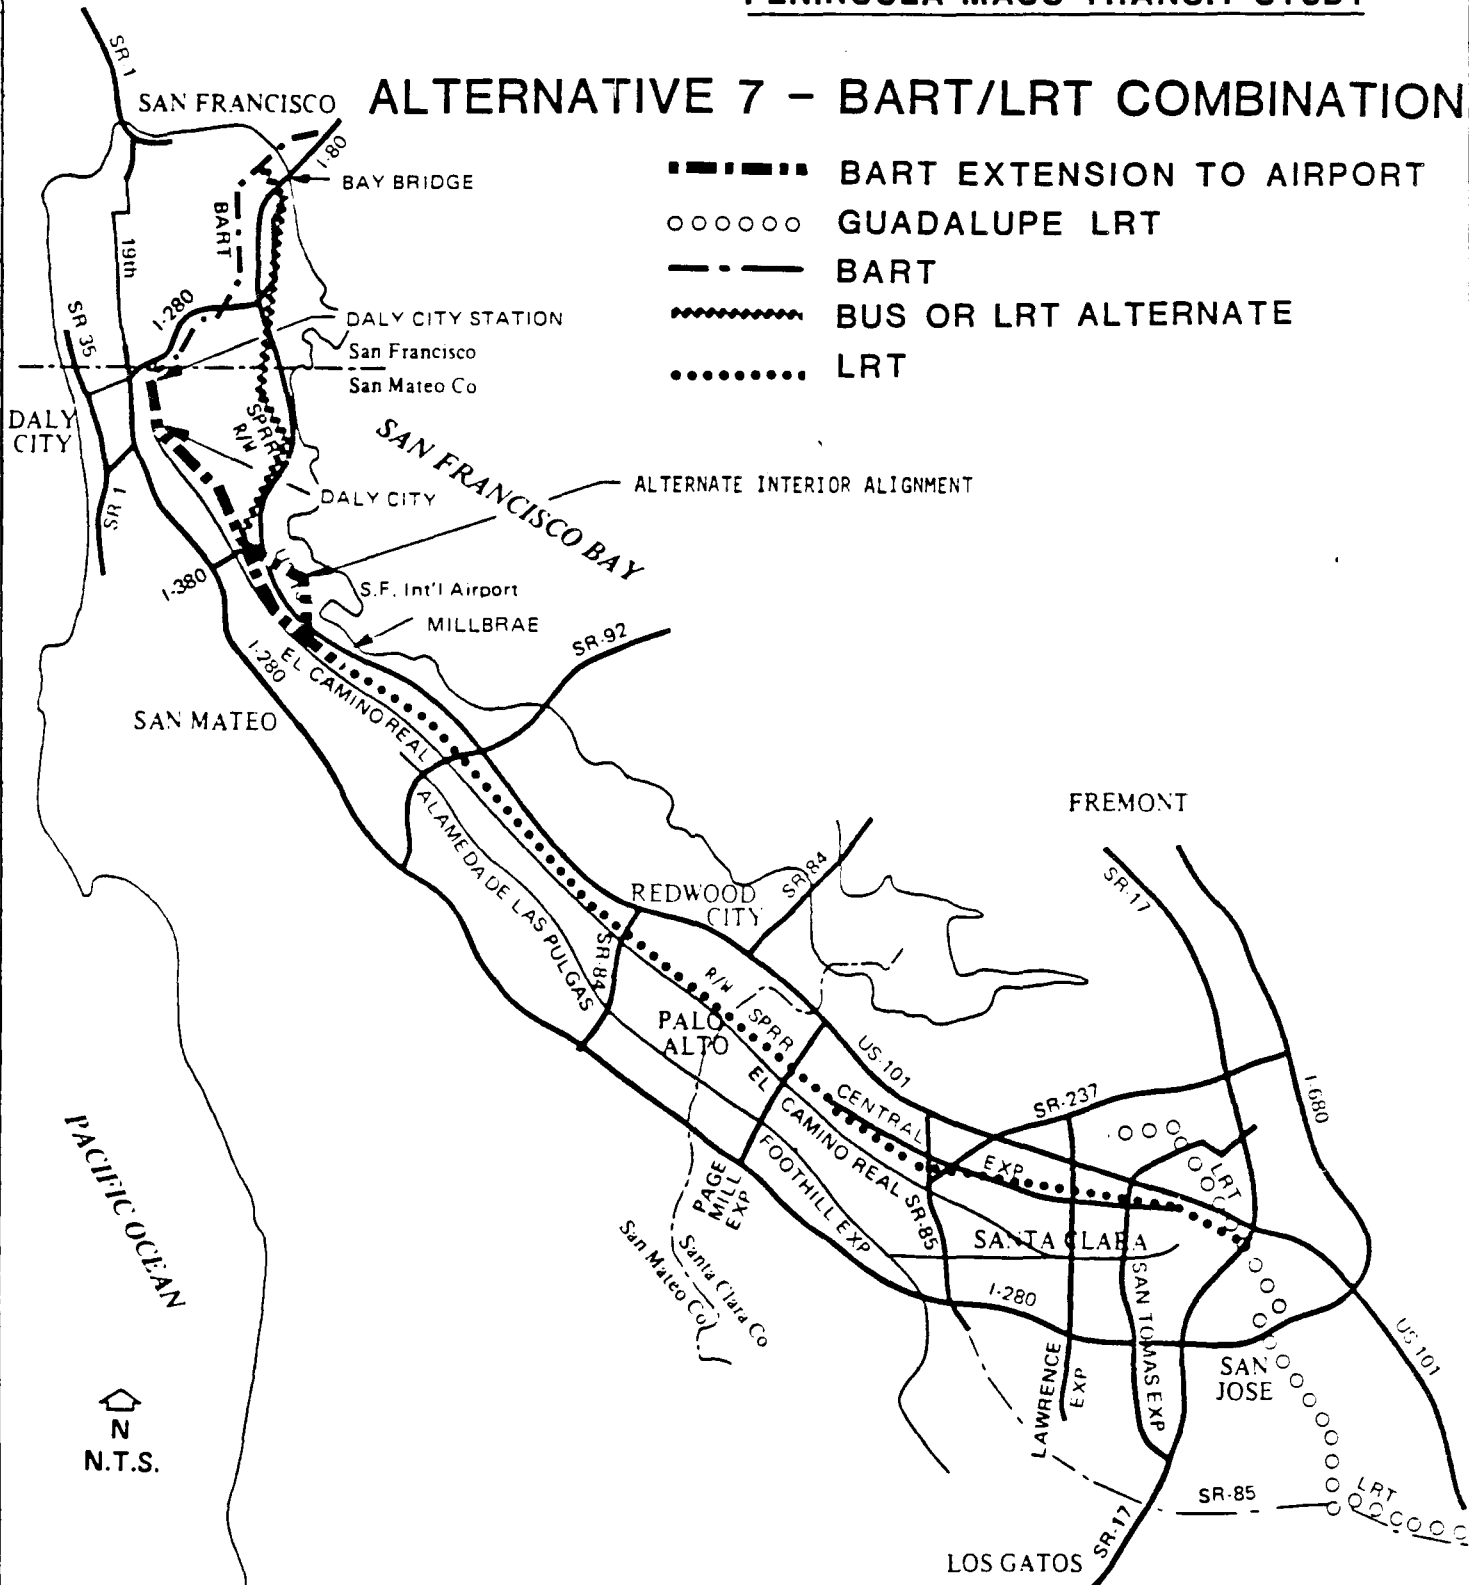 PENINSULA MASS TRANSIT STUDY
ALTERNATIVE 7 - BART/LRT COMBINATION
BART EXTENSION TO AIRPORT
GUADALUPE LRT
BART
BUS OR LRT ALTERNATE
LRT
SR-1
SAN FRANCISCO
I-80
BAY BRIDGE
BART
19th
I-280
SR 35
DALY CITY STATION
San Francisco
San Mateo Co
DALY
CITY
SPRR
R/W
SAN FRANCISCO BAY
ALTERNATE INTERIOR ALIGNMENT
DALY CITY
SR 1
I-380
S.F. Int'l Airport
MILLBRAE
SR-92
I-280
EL CAMINO REAL
SAN MATEO
ALAMEDA DE LAS PULGAS
FREMONT
SR-84
REDWOOD
CITY
SR-17
SR-84
R/W
SPRR
PALO
ALTO
US-101
EL CAMINO REAL
CENTRAL EXP
SR-237
I-680
PACIFIC OCEAN
FOOTHILL EXP
PAGE
MILL
EXP
LRT
SR-85
SANTA CLARA
San Mateo Co
Santa Clara Co
I-280
SAN TOMAS EXP
US 101
LAWRENCE
EXP
SAN
JOSE
N
N.T.S.
LRT
SR-85
SR-17
LOS GATOS